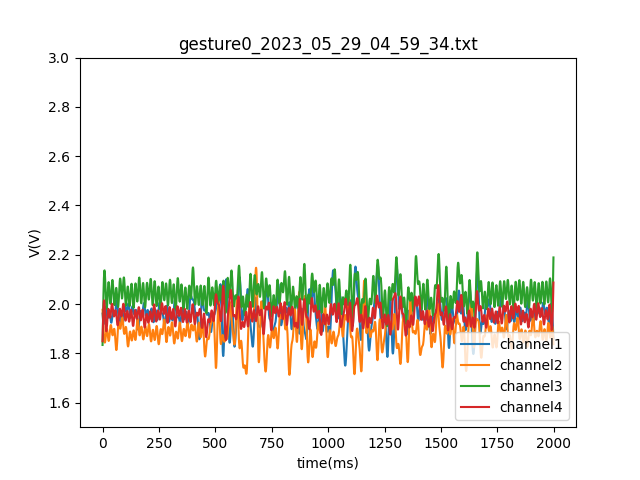 gesture0_2023_05_29_04_59_34.txt
3.0
2.8
2.6
2.4
2.2
2.0
1.8
1.6
V(V)
channel1
channel2
channel3
channel4
0 250 500 750 1000 1250 1500 1750 2000
time(ms)